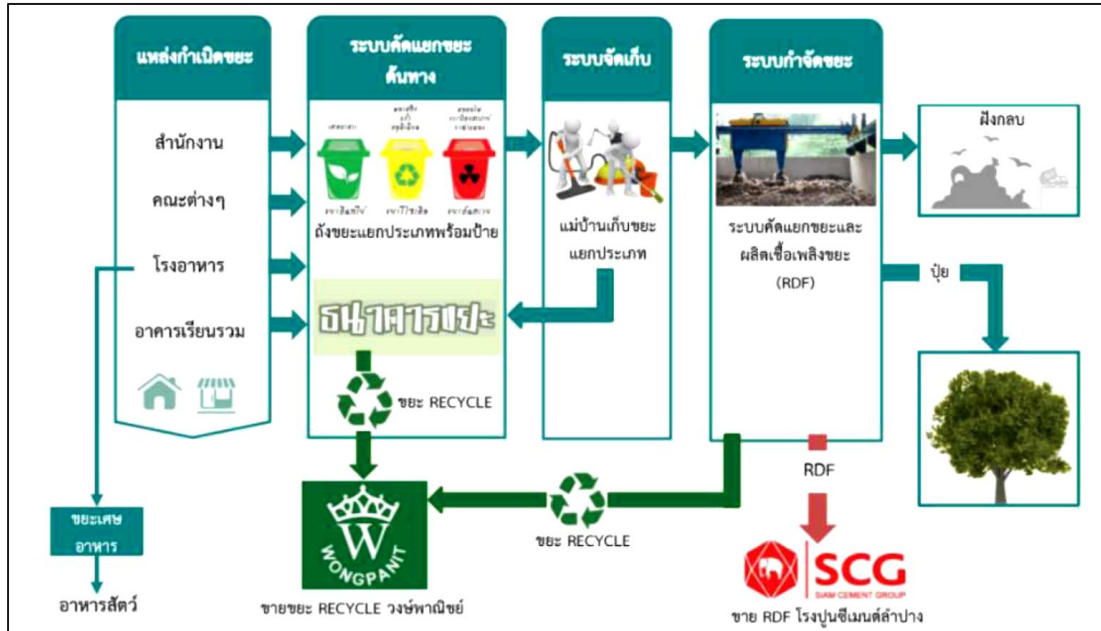 แหล่งกำเนิดขยะ
สำนักงาน
คณะต่างๆ
โรงอาหาร
อาคารเรียนรวม
ขยะเศษ
อาหาร
อาหารสัตว์
ระบบคัดแยกขยะ
ต้นทาง
ถังขยะแยกประเภทพร้อมป้าย
ธนาคารขยะ
ขยะ RECYCLE
WONGPANIT
ขายขยะ RECYCLE วงษ์พาณิชย์
ระบบจัดเก็บ
แม่บ้านเก็บขยะ
แยกประเภท
ขยะ RECYCLE
ระบบกำจัดขยะ
ระบบคัดแยกขยะและ
ผลิตเชื้อเพลิงขยะ
(RDF)
RDF
SCG
SIAM CEMENT GROUP
ขาย RDF โรงปูนซีเมนต์ลำปาง
ฝังกลบ
ปุ๋ย